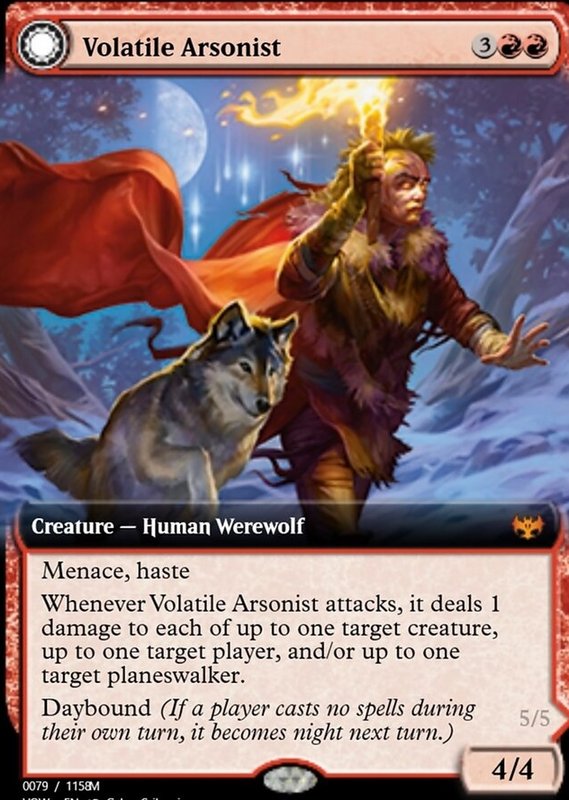 Volatile Arsonist 3
Creature — Human Werewolf
Menace, haste
Whenever Volatile Arsonist attacks, it deals 1
damage to each of up to one target creature,
up to one target player, and/or up to one
target planeswalker.
Daybound (If a player casts no spells during
their own turn, it becomes night next turn.)
5/5
4/4
0079 / 1158M